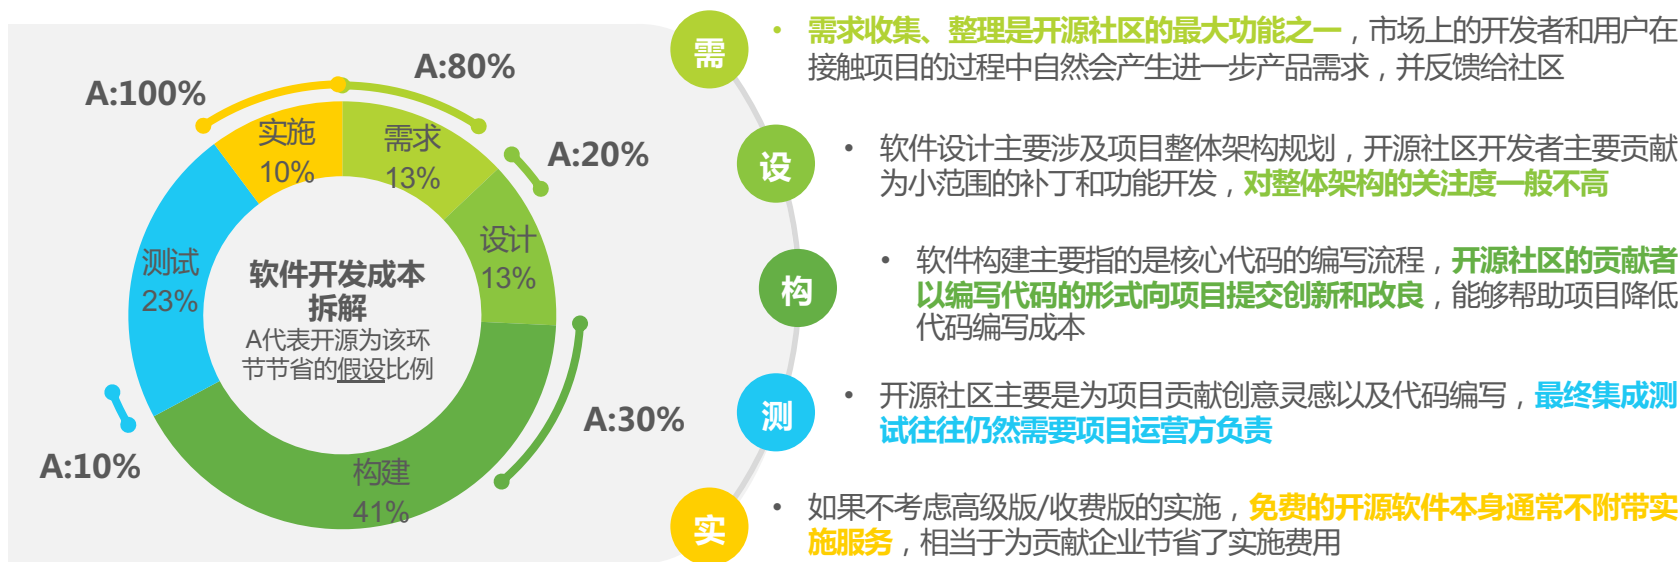 A:100%
A:80%
A:20%
A:30%
A:10%
实施
10%
需求
13%
设计
13%
构建
41%
测试
23%
软件开发成本
拆解
A代表开源为该环
节节省的假设比例
需
• 需求收集、整理是开源社区的最大功能之一，市场上的开发者和用户在
接触项目的过程中自然会产生进一步产品需求，并反馈给社区
设
• 软件设计主要涉及项目整体架构规划，开源社区开发者主要贡献
为小范围的补丁和功能开发，对整体架构的关注度一般不高
构
• 软件构建主要指的是核心代码的编写流程，开源社区的贡献者
以编写代码的形式向项目提交创新和改良，能够帮助项目降低
代码编写成本
测
• 开源社区主要是为项目贡献创意灵感以及代码编写，最终集成测
试往往仍然需要项目运营方负责
实
• 如果不考虑高级版/收费版的实施，免费的开源软件本身通常不附带实
施服务，相当于为贡献企业节省了实施费用